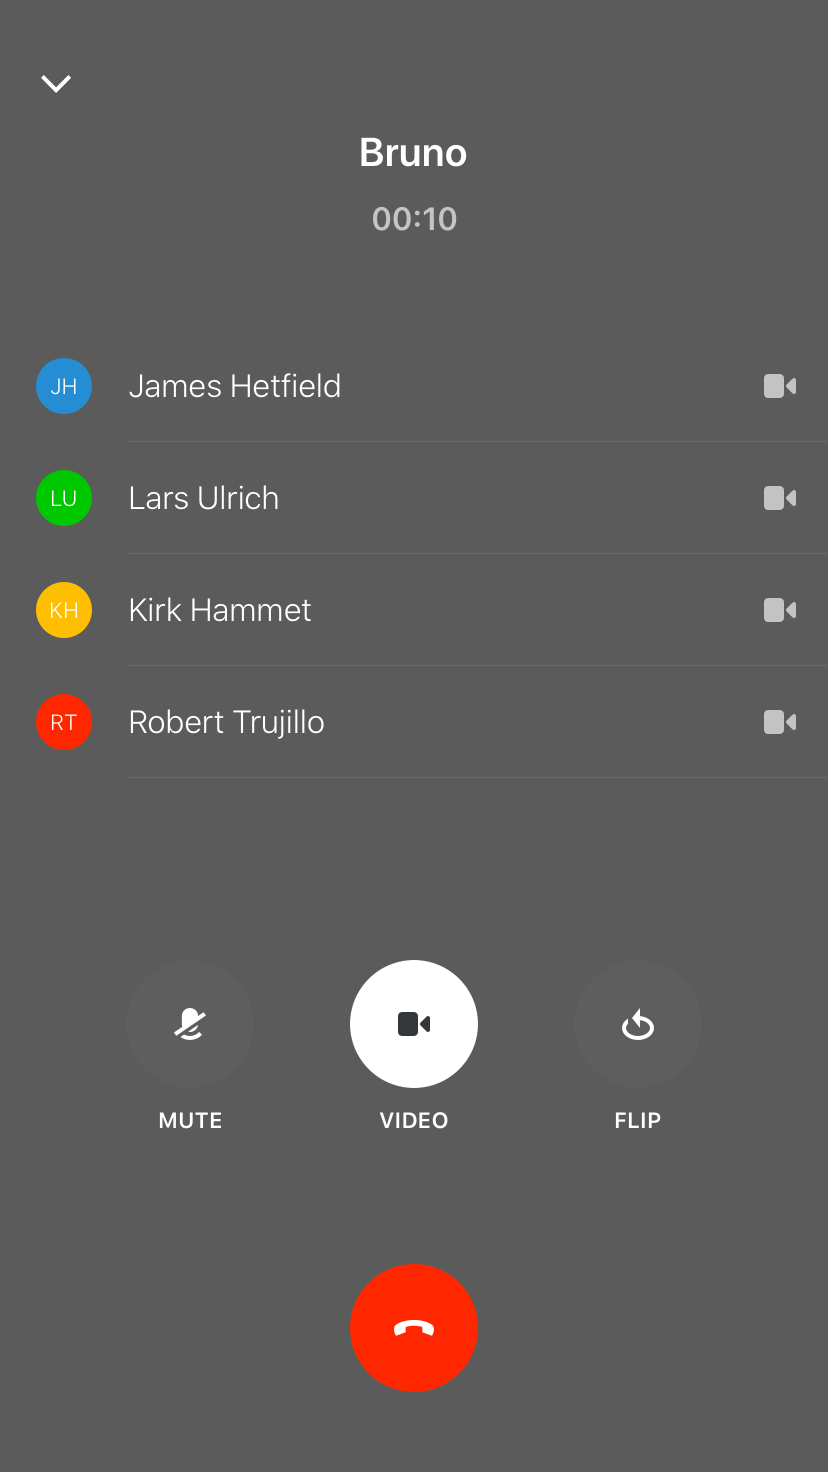 Bruno
00:10
JH James Hetfield
LU Lars Ulrich
KH Kirk Hammet
RT Robert Trujillo
MUTE VIDEO FLIP